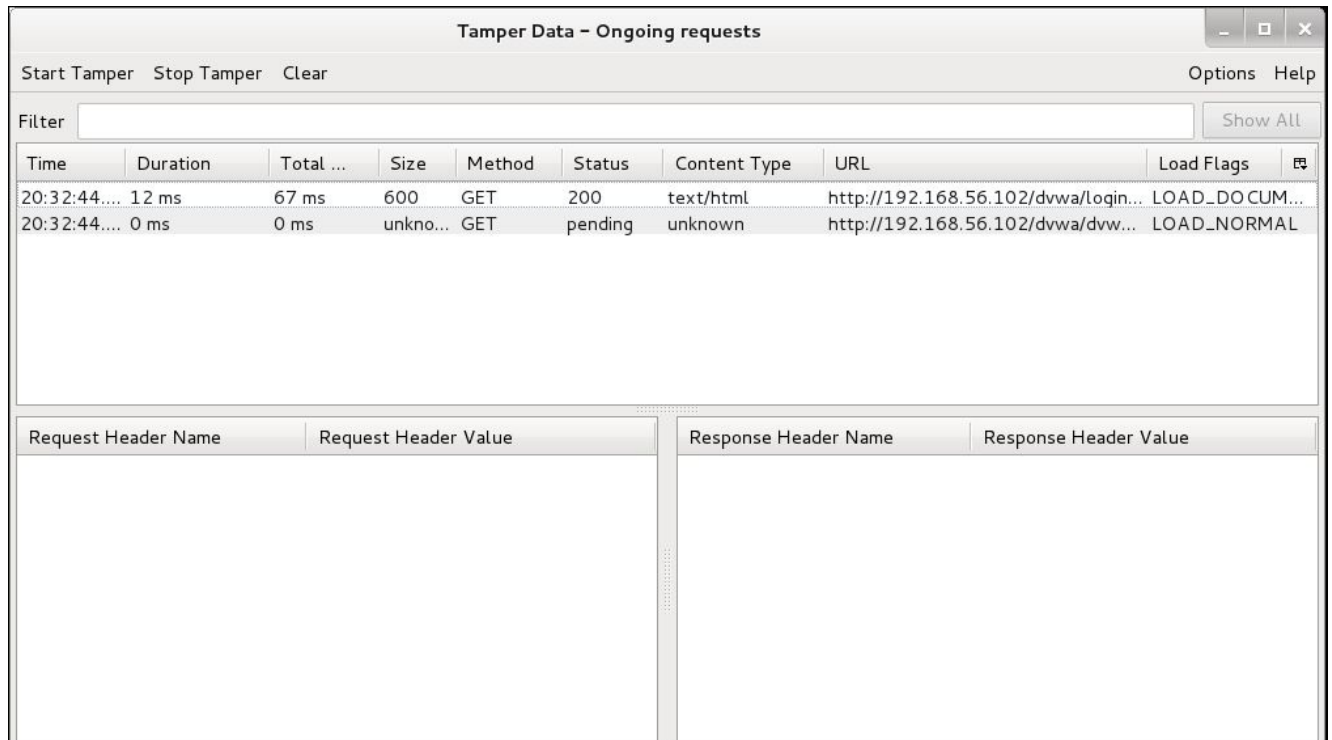 Tamper Data – Ongoing requests
Start Tamper Stop Tamper Clear Options Help
Filter Show All
Time Duration Total ... Size Method Status Content Type URL Load Flags
20:32:44.... 12 ms 67 ms 600 GET 200 text/html http://192.168.56.102/dvwa/login... LOAD_DOCUM...
20:32:44.... 0 ms 0 ms unkno... GET pending unknown http://192.168.56.102/dvwa/dvw... LOAD_NORMAL
Request Header Name Request Header Value Response Header Name Response Header Value